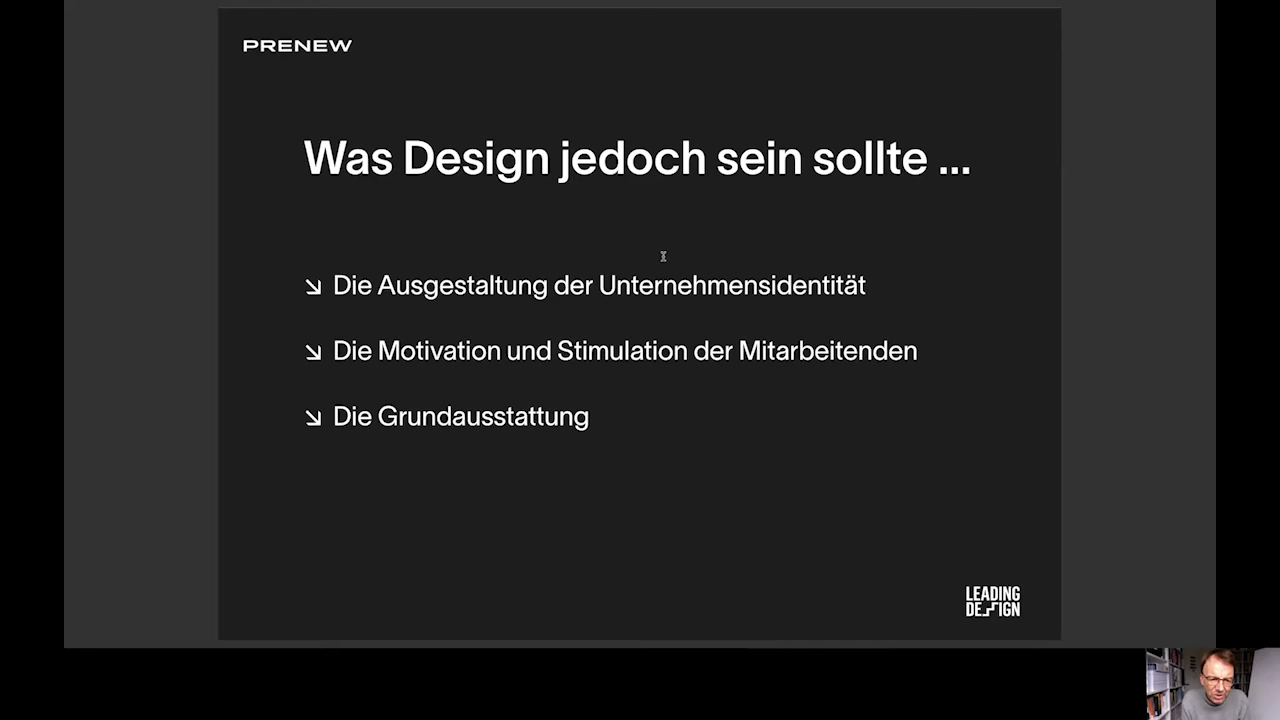 PRENEW
Was Design jedoch sein sollte ...
↘ Die Ausgestaltung der Unternehmensidentität
↘ Die Motivation und Stimulation der Mitarbeitenden
↘ Die Grundausstattung
LEADING
DESIGN